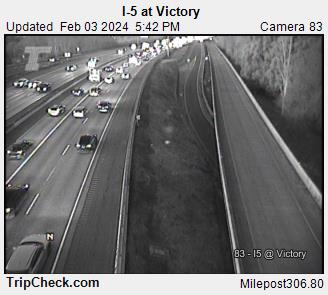 I-5 at Victory
Updated Feb 03 2024 5:42 PM Camera 83
T
N
83 - I5 @ Victory
TripCheck.com Milepost306.80